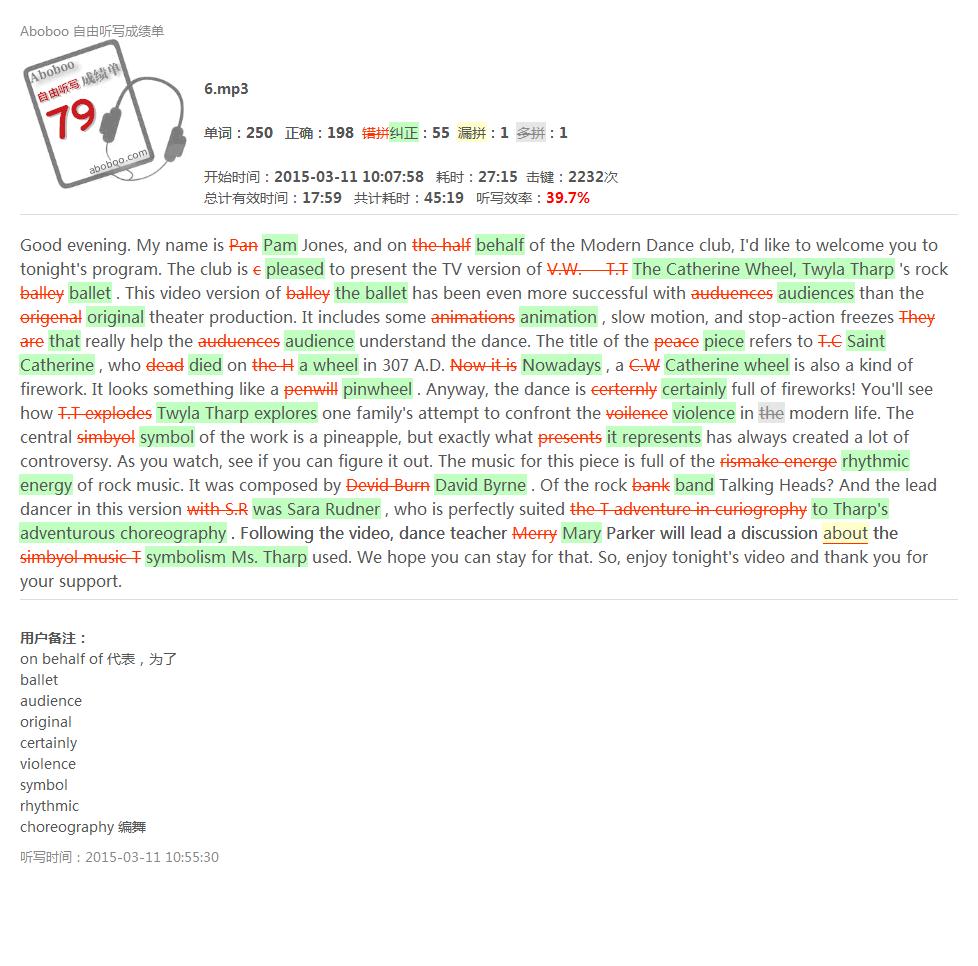 Aboboo 自由听写成绩单
Aboboo 成绩单
自由听写
79
aboboo.com
6.mp3
单词：250 正确：198 错拼纠正：55 漏拼：1 多拼：1
开始时间：2015-03-11 10:07:58 耗时：27:15 击键：2232次
总计有效时间：17:59 共计耗时：45:19 听写效率：39.7%
Good evening. My name is Pan Pam Jones, and on the half behalf of the Modern Dance club, I'd like to welcome you to
tonight's program. The club is c pleased to present the TV version of V.W. T.T The Catherine Wheel, Twyla Tharp 's rock
balley ballet . This video version of balley the ballet has been even more successful with auduences audiences than the
origenal original theater production. It includes some animations animation , slow motion, and stop-action freezes They
are that really help the auduences audience understand the dance. The title of the peace piece refers to T.C Saint
Catherine , who dead died on the H a wheel in 307 A.D. Now it is Nowadays , a C.W Catherine wheel is also a kind of
firework. It looks something like a penwill pinwheel . Anyway, the dance is certernly certainly full of fireworks! You'll see
how T.T explodes Twyla Tharp explores one family's attempt to confront the voilence violence in the modern life. The
central simbyol symbol of the work is a pineapple, but exactly what presents it represents has always created a lot of
controversy. As you watch, see if you can figure it out. The music for this piece is full of the rismake energe rhythmic
energy of rock music. It was composed by Devid Burn David Byrne . Of the rock bank band Talking Heads? And the lead
dancer in this version with S.R was Sara Rudner , who is perfectly suited the T adventure in curiogrophy to Tharp's
adventurous choreography . Following the video, dance teacher Merry Mary Parker will lead a discussion about the
simbyol music T symbolism Ms. Tharp used. We hope you can stay for that. So, enjoy tonight's video and thank you for
your support.
用户备注：
on behalf of 代表，为了
ballet
audience
original
certainly
violence
symbol
rhythmic
choreography 编舞
听写时间：2015-03-11 10:55:30